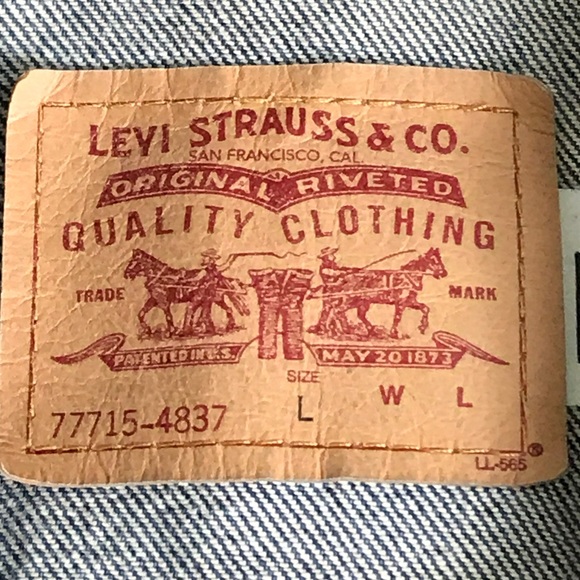 LEVI STRAUSS & CO.
SAN FRANCISCO, CAL.
ORIGINAL RIVETED
QUALITY CLOTHING
TRADE MARK
PATENTED IN U.S. MAY 20 1873
SIZE
W L
77715-4837 L
LL-565 ®